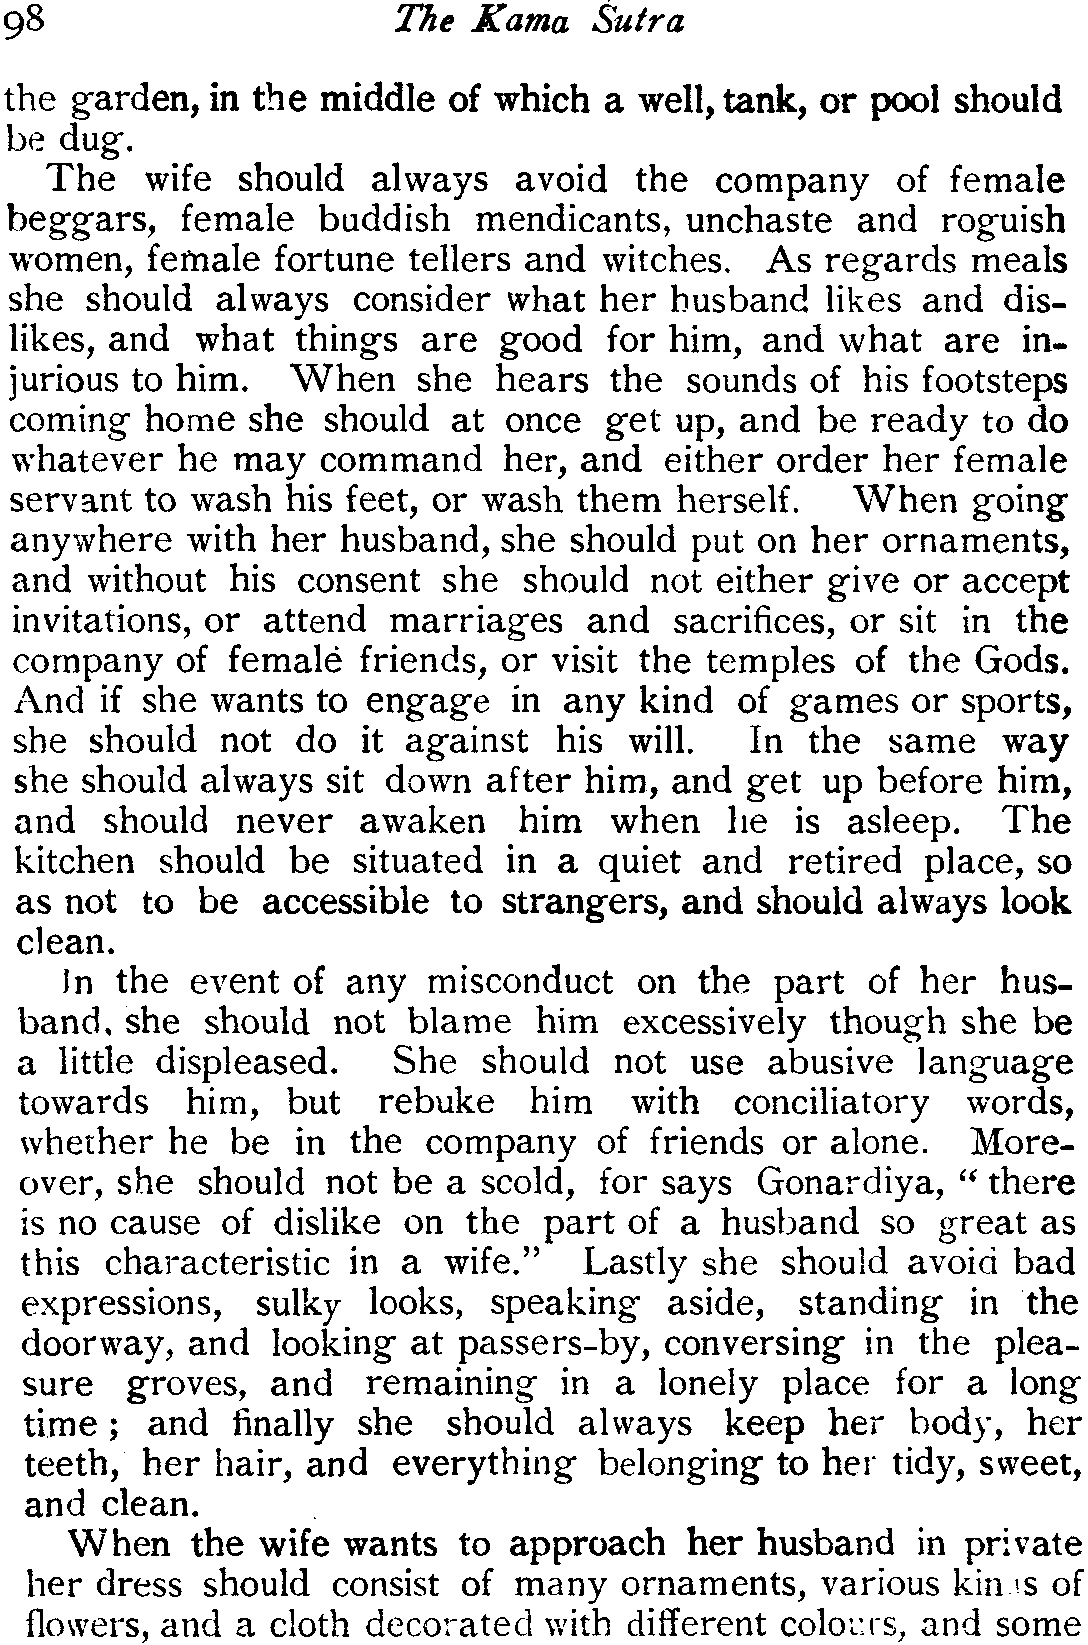 98 The Kama Sutra
the garden, in the middle of which a well, tank, or pool should
be dug.
The wife should always avoid the company of female
beggars, female buddish mendicants, unchaste and roguish
women, female fortune tellers and witches. As regards meals
she should always consider what her husband likes and dis-
likes, and what things are good for him, and what are in-
jurious to him. When she hears the sounds of his footsteps
coming home she should at once get up, and be ready to do
whatever he may command her, and either order her female
servant to wash his feet, or wash them herself. When going
anywhere with her husband, she should put on her ornaments,
and without his consent she should not either give or accept
invitations, or attend marriages and sacrifices, or sit in the
company of female friends, or visit the temples of the Gods.
And if she wants to engage in any kind of games or sports,
she should not do it against his will. In the same way
she should always sit down after him, and get up before him,
and should never awaken him when he is asleep. The
kitchen should be situated in a quiet and retired place, so
as not to be accessible to strangers, and should always look
clean.
In the event of any misconduct on the part of her hus-
band, she should not blame him excessively though she be
a little displeased. She should not use abusive language
towards him, but rebuke him with conciliatory words,
whether he be in the company of friends or alone. More-
over, she should not be a scold, for says Gonardiya, “ there
is no cause of dislike on the part of a husband so great as
this characteristic in a wife.” Lastly she should avoid bad
expressions, sulky looks, speaking aside, standing in the
doorway, and looking at passers-by, conversing in the plea-
sure groves, and remaining in a lonely place for a long
time ; and finally she should always keep her body, her
teeth, her hair, and everything belonging to her tidy, sweet,
and clean.
When the wife wants to approach her husband in private
her dress should consist of many ornaments, various kinds of
flowers, and a cloth decorated with different colours, and some